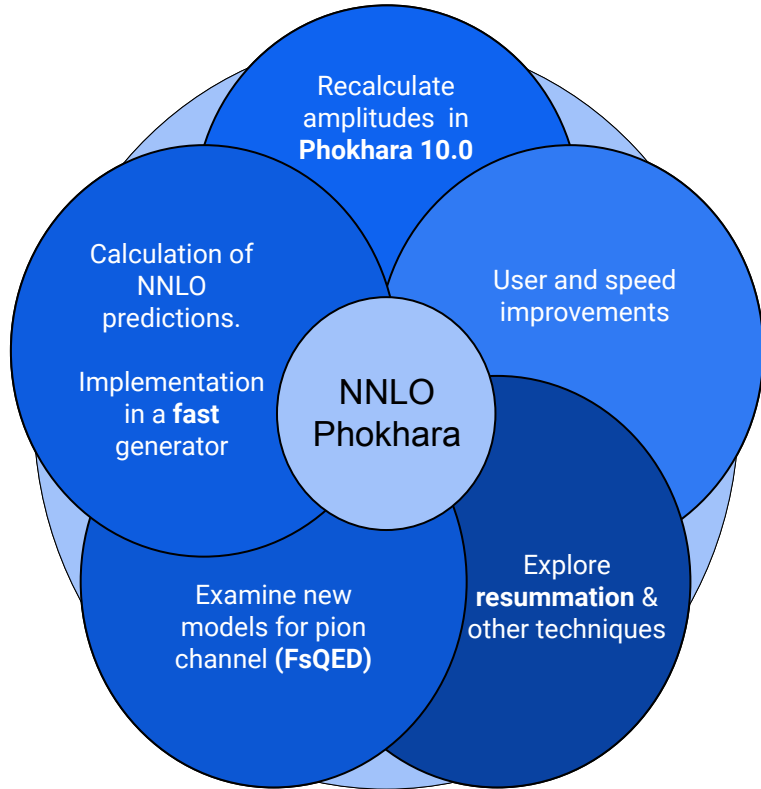 Recalculate
amplitudes in
Phokhara 10.0
User and speed
improvements
Explore
resummation &
other techniques
Examine new
models for pion
channel (FsQED)
Calculation of
NNLO
predictions.
Implementation
in a fast
generator
NNLO
Phokhara